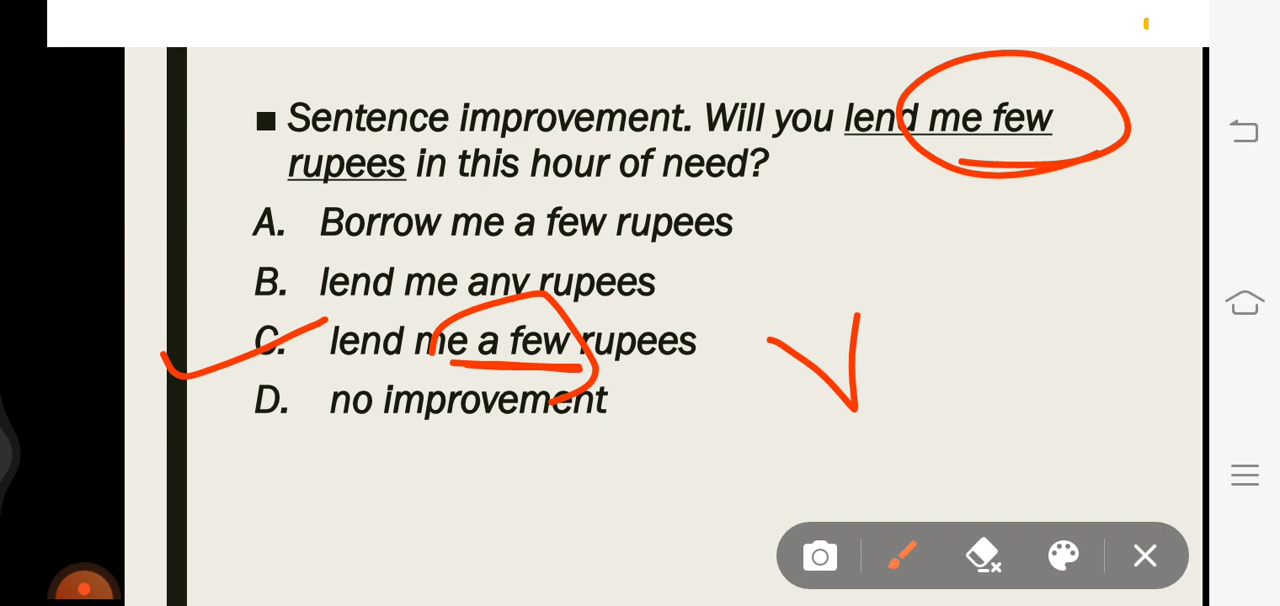 ■ Sentence improvement. Will you lend me few
rupees in this hour of need?
A. Borrow me a few rupees
B. lend me any rupees
C. lend me a few rupees
D. no improvement